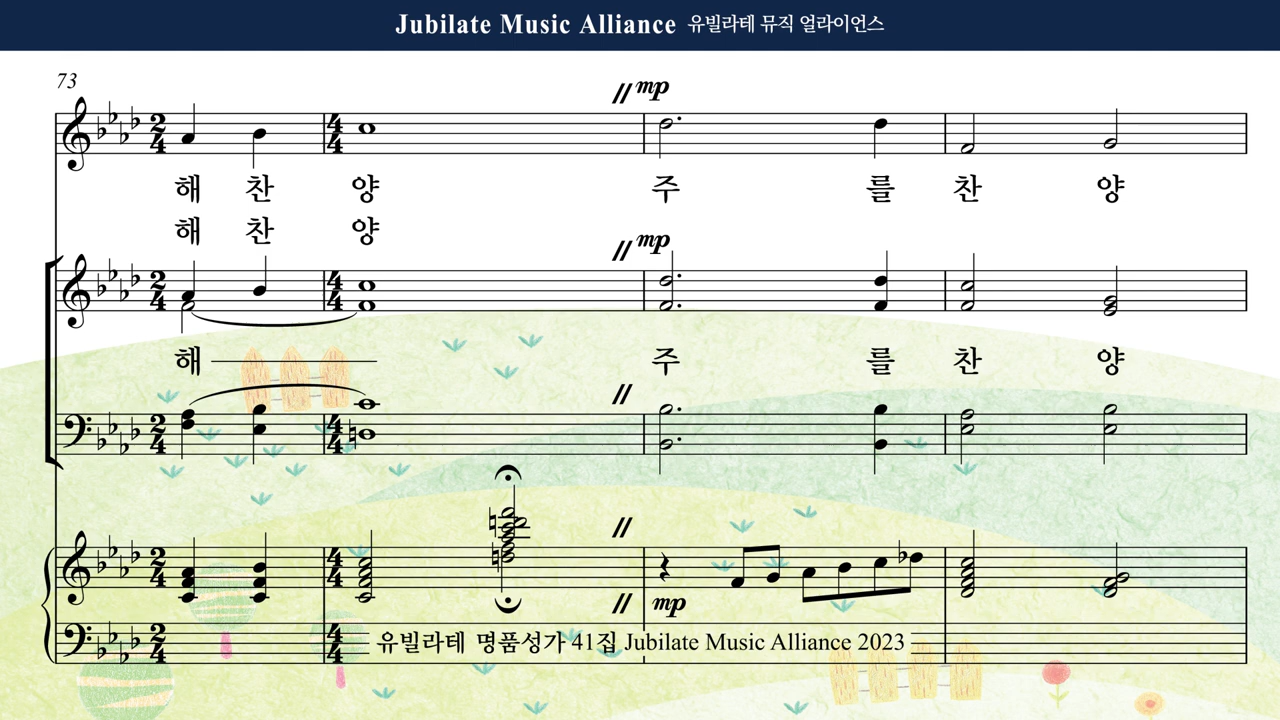 Jubilate Music Alliance 유빌라테 뮤직 얼라이언스
73
mp
해 찬 양 주 를 찬 양
해 찬 양
mp
해 주 를 찬 양
mp
유빌라테 명품성가 41집 Jubilate Music Alliance 2023